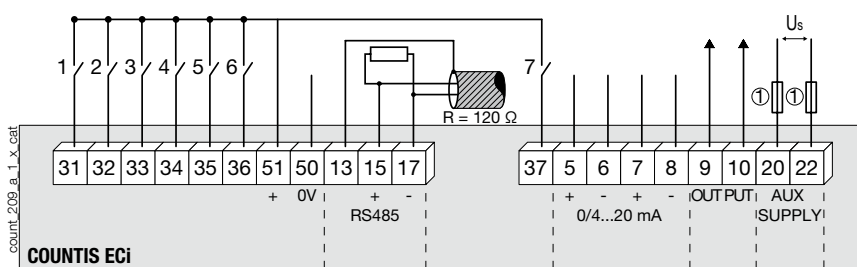 Us
1 2 3 4 5 6 7 ① ①
R = 120 Ω
31 32 33 34 35 36 51 50 13 15 17 37 5 6 7 8 9 10 20 22
+ 0V + - + - + - OUTPUT AUX
RS485 0/4...20 mA SUPPLY
COUNTIS ECi
count_209_a_1_x_cat